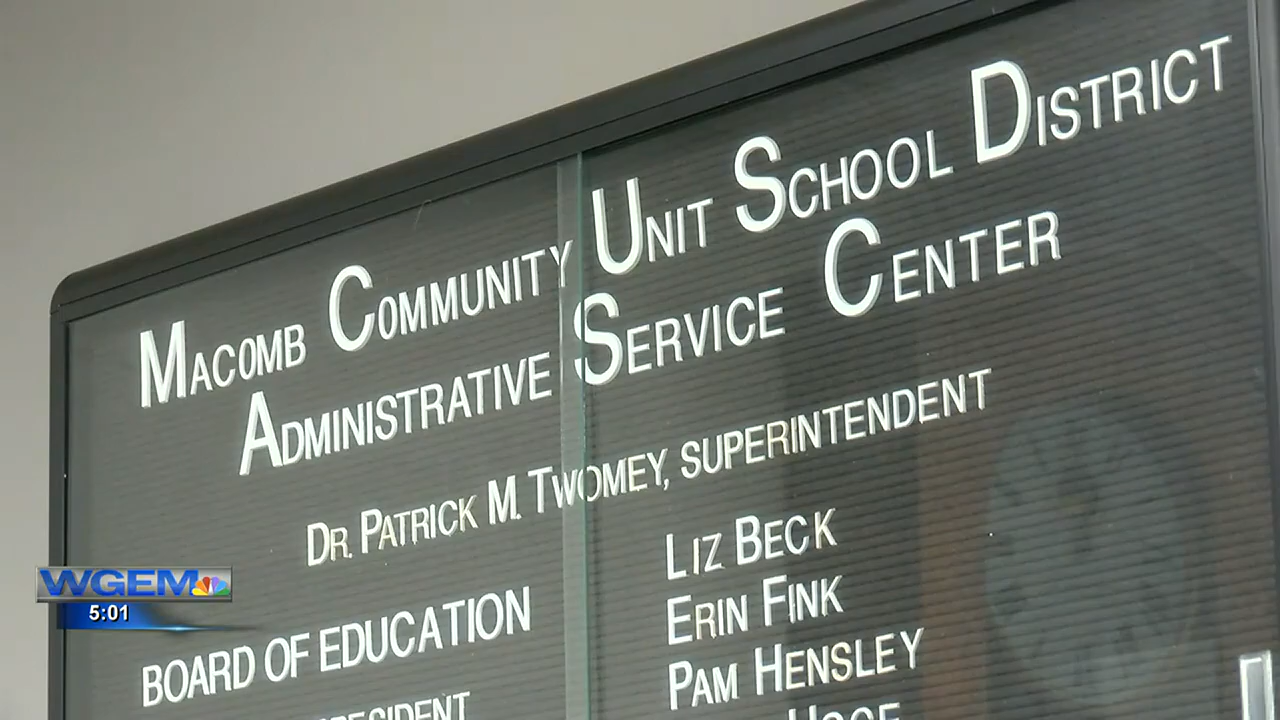 MACOMB COMMUNITY UNIT SCHOOL DISTRICT
ADMINISTRATIVE SERVICE CENTER
DR. PATRICK M. TWOMEY, SUPERINTENDENT
LIZ BECK
ERIN FINK
BOARD OF EDUCATION
PAM HENSLEY
WGEM
5:01